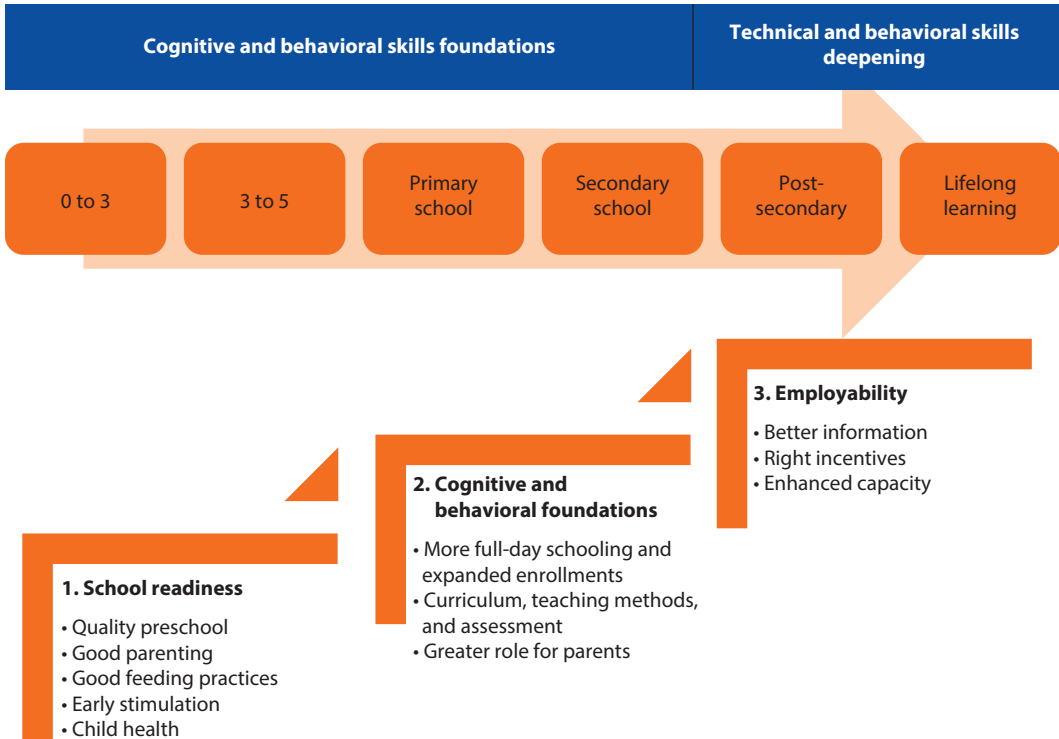 Cognitive and behavioral skills foundations
Technical and behavioral skills
deepening
0 to 3
3 to 5
Primary
school
Secondary
school
Post-
secondary
Lifelong
learning
1. School readiness
• Quality preschool
• Good parenting
• Good feeding practices
• Early stimulation
• Child health
2. Cognitive and
behavioral foundations
• More full-day schooling and
expanded enrollments
• Curriculum, teaching methods,
and assessment
• Greater role for parents
3. Employability
• Better information
• Right incentives
• Enhanced capacity